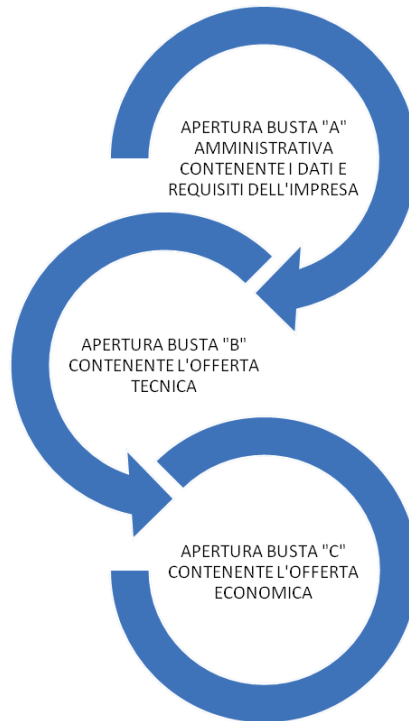 APERTURA BUSTA "A"
AMMINISTRATIVA
CONTENENTE I DATI E
REQUISITI DELL'IMPRESA
APERTURA BUSTA "B"
CONTENENTE L'OFFERTA
TECNICA
APERTURA BUSTA "C"
CONTENENTE L'OFFERTA
ECONOMICA